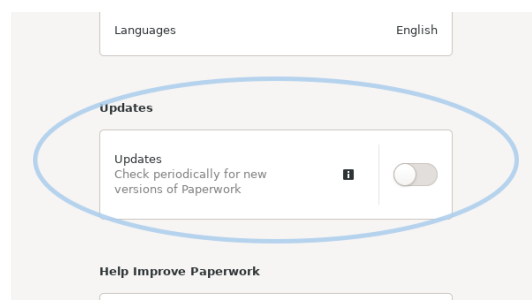 Languages English
Updates
Updates
Check periodically for new
versions of Paperwork
Help Improve Paperwork